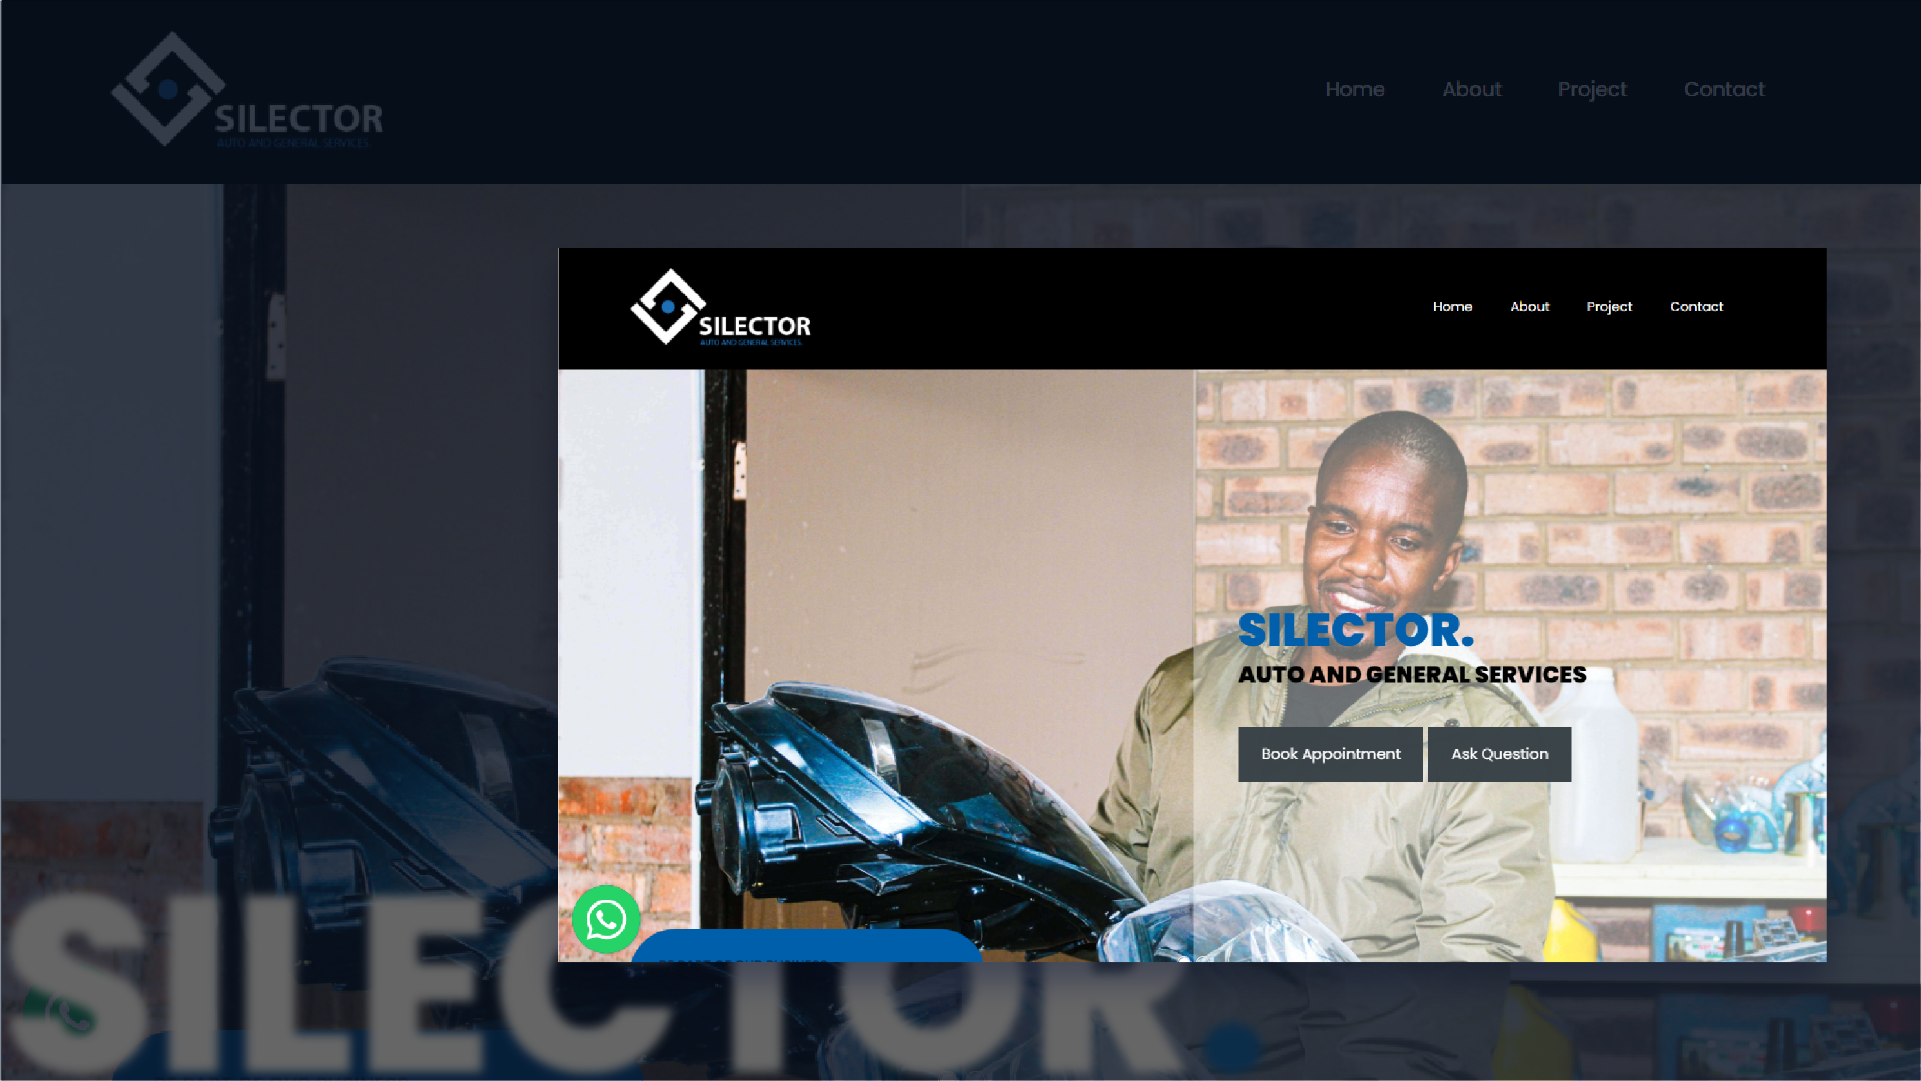 SILECTOR
AUTO AND GENERAL SERVICES.
Home About Project Contact
SILECTOR
AUTO AND GENERAL SERVICES.
Home About Project Contact
SILECTOR.
AUTO AND GENERAL SERVICES
Book Appointment Ask Question
SILECTOR.